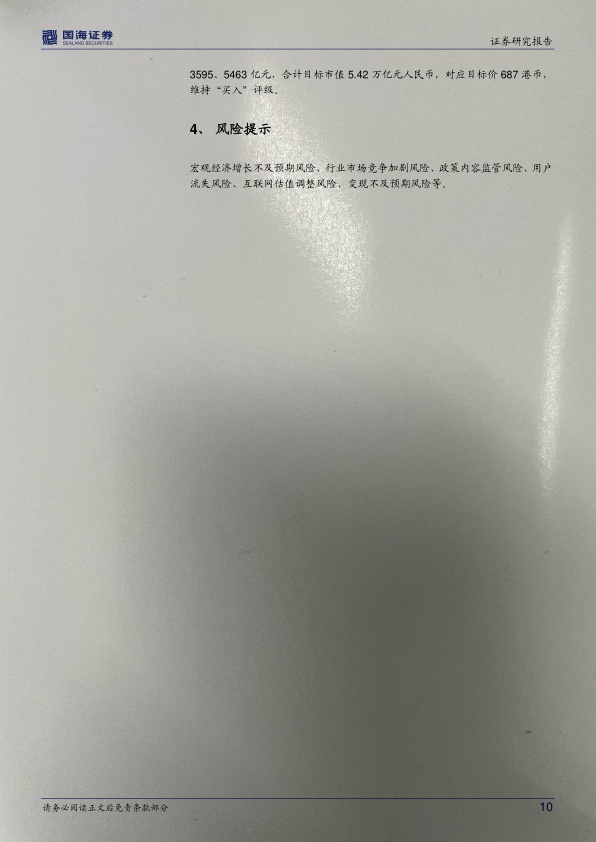 国海证券
SEALAND SECURITIES
证券研究报告
3595、5463 亿元，合计目标市值 5.42 万亿元人民币，对应目标价 687 港币，
维持“买入”评级。
4、 风险提示
宏观经济增长不及预期风险、行业市场竞争加剧风险、政策内容监管风险、用户
流失风险、互联网估值调整风险、变现不及预期风险等。
请务必阅读正文后免责条款部分
10